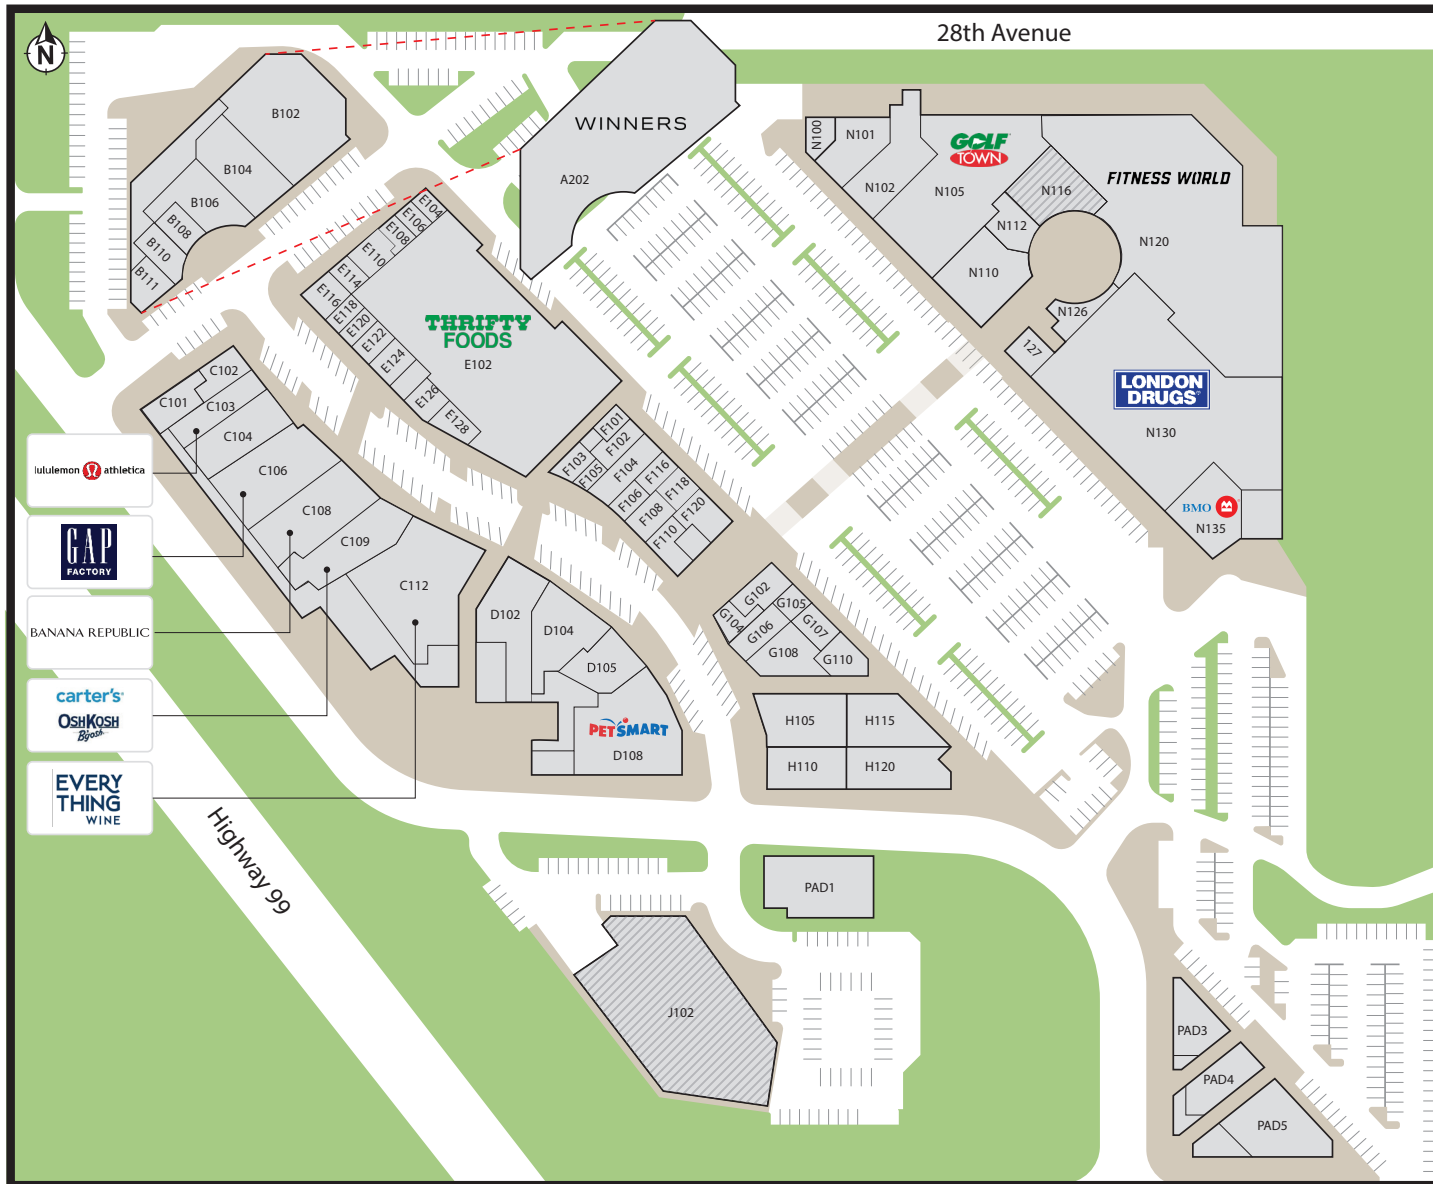 N
28th Avenue
B102
B104
B106
B108
B110
B111
WINNERS
A202
N100
N101
N102
GOLF
TOWN
N105
N116
N112
N110
FITNESS WORLD
N120
N126
127
LONDON
DRUGS
N130
BMO
N135
E104
E106
E108
E110
E114
E116
E118
E120
E122
E124
E126
E128
THRIFTY
FOODS
E102
C102
C101
C103
C104
C106
C108
C109
C112
lululemon athletica
GAP
FACTORY
BANANA REPUBLIC
carter's
OSHKOSH
B'gosh
EVERY
THING
WINE
F101
F102
F103
F105
F104
F116
F106
F118
F108
F120
F110
D102
D104
D105
PETSMART
D108
G102
G105
G104
G106
G107
G108
G110
H105
H115
H110
H120
Highway 99
PAD1
J102
PAD3
PAD4
PAD5